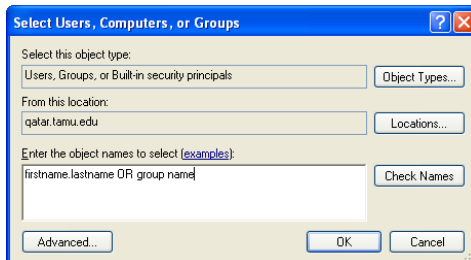 Select Users, Computers, or Groups
Select this object type:
Users, Groups, or Built-in security principals
Object Types...
From this location:
qatar.tamu.edu
Locations...
Enter the object names to select (examples):
firstname.lastname OR group name
Check Names
Advanced...
OK
Cancel